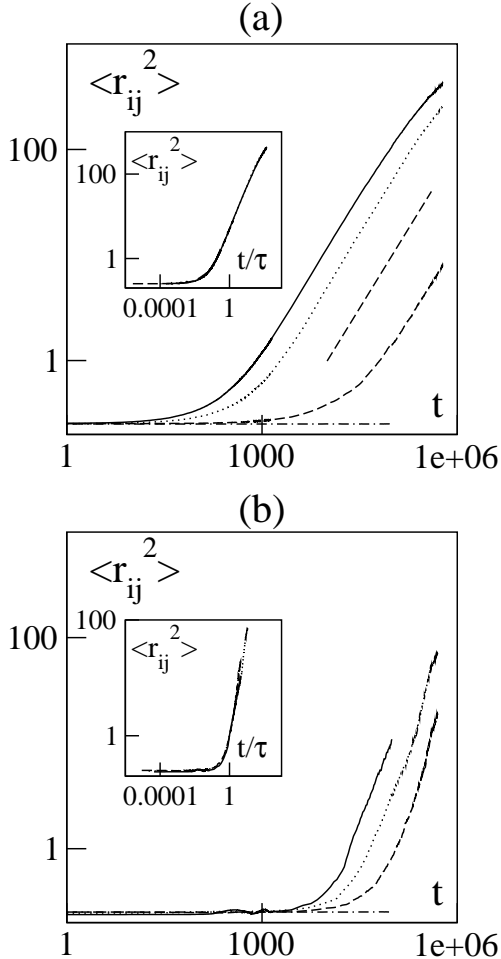 (a)
<r_ij^2>
100
1
<r_ij^2>
100
1
t/τ
0.0001 1
t
1 1000 1e+06
(b)
<r_ij^2>
100
1
100
<r_ij^2>
1
t/τ
0.0001 1
t
1 1000 1e+06